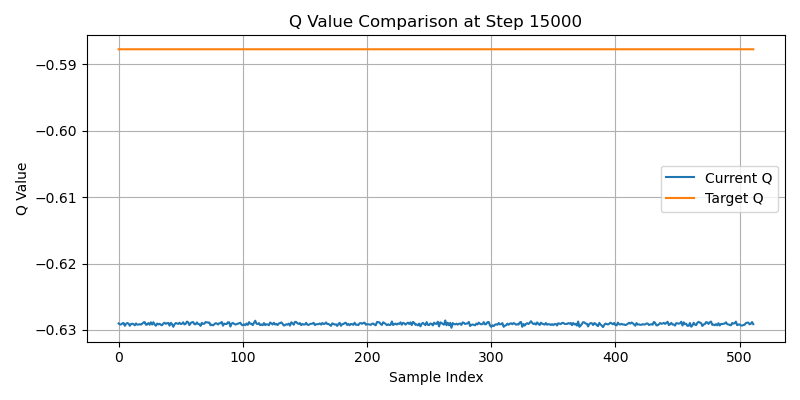 Q Value Comparison at Step 15000
Q Value
−0.59
−0.60
−0.61
−0.62
−0.63
Current Q
Target Q
0
100
200
300
400
500
Sample Index